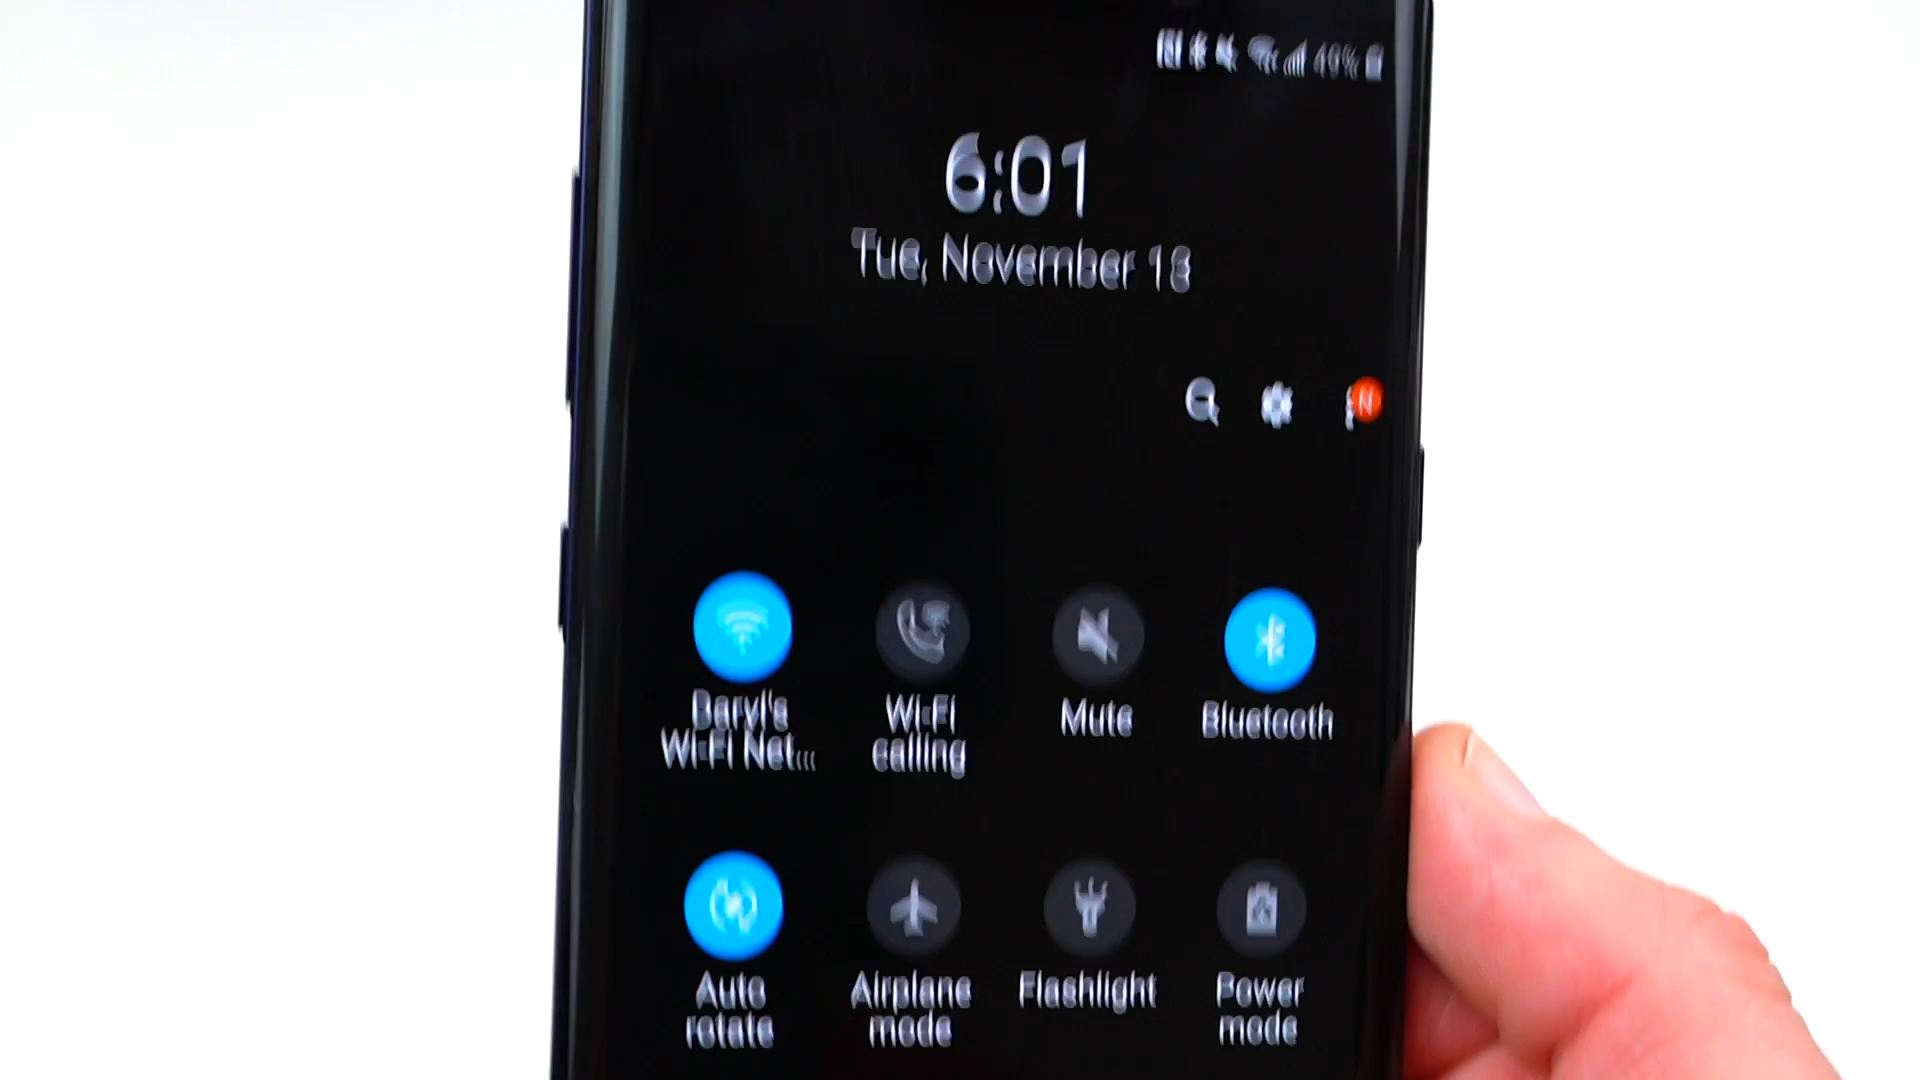 49%
6:01
Tue, November 13
N
Daryl's
Wi-Fi Net...
Wi-Fi
calling
Mute
Bluetooth
Auto
rotate
Airplane
mode
Flashlight
Power
mode